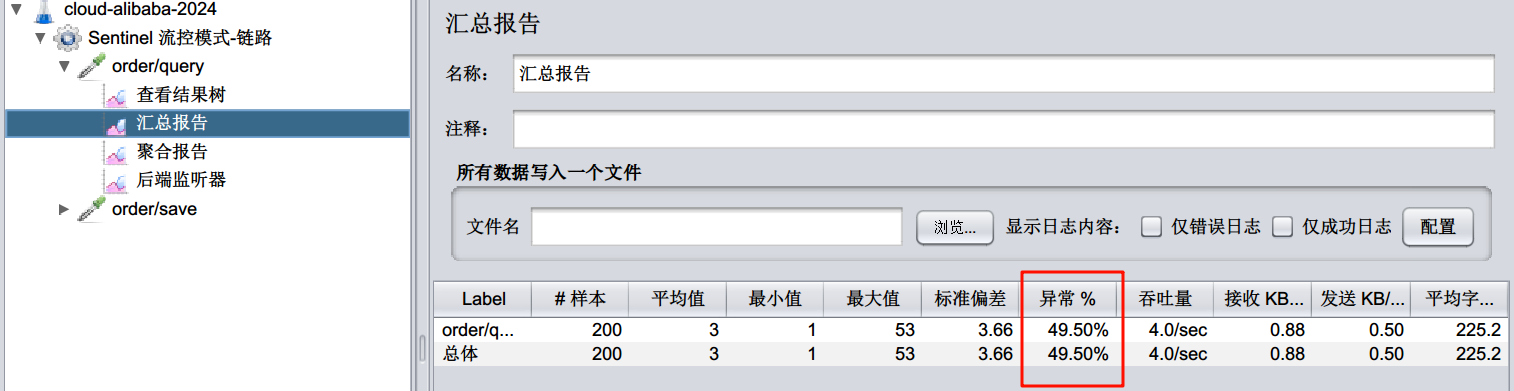 cloud-alibaba-2024
Sentinel 流控模式-链路
order/query
查看结果树
汇总报告
聚合报告
后端监听器
order/save
汇总报告
名称: 汇总报告
注释:
所有数据写入一个文件
文件名 浏览... 显示日志内容: 仅错误日志 仅成功日志 配置
Label # 样本 平均值 最小值 最大值 标准偏差 异常 % 吞吐量 接收 KB... 发送 KB/... 平均字...
order/q... 200 3 1 53 3.66 49.50% 4.0/sec 0.88 0.50 225.2
总体 200 3 1 53 3.66 49.50% 4.0/sec 0.88 0.50 225.2